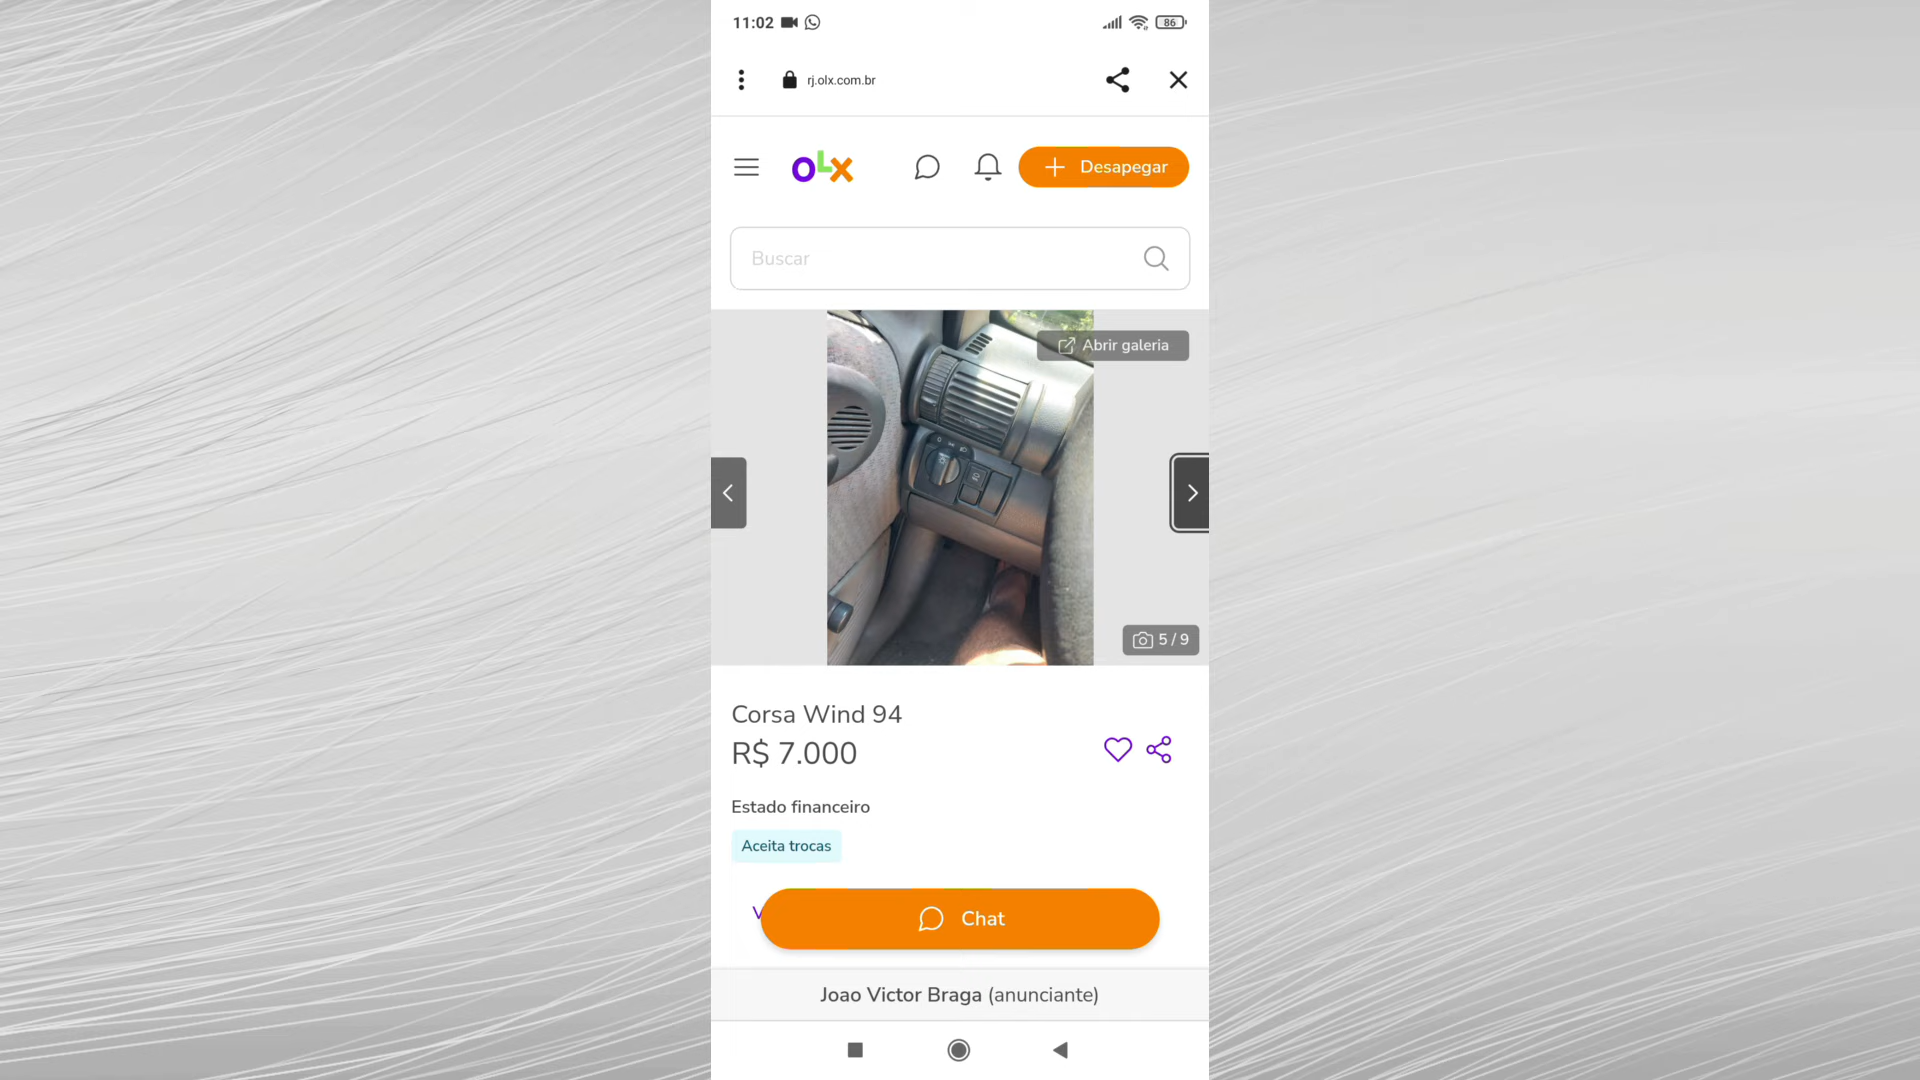 11:02
86
rj.olx.com.br
OLX
Desapegar
Buscar
Abrir galeria
5 / 9
Corsa Wind 94
R$ 7.000
Estado financeiro
Aceita trocas
V
Chat
Joao Victor Braga (anunciante)